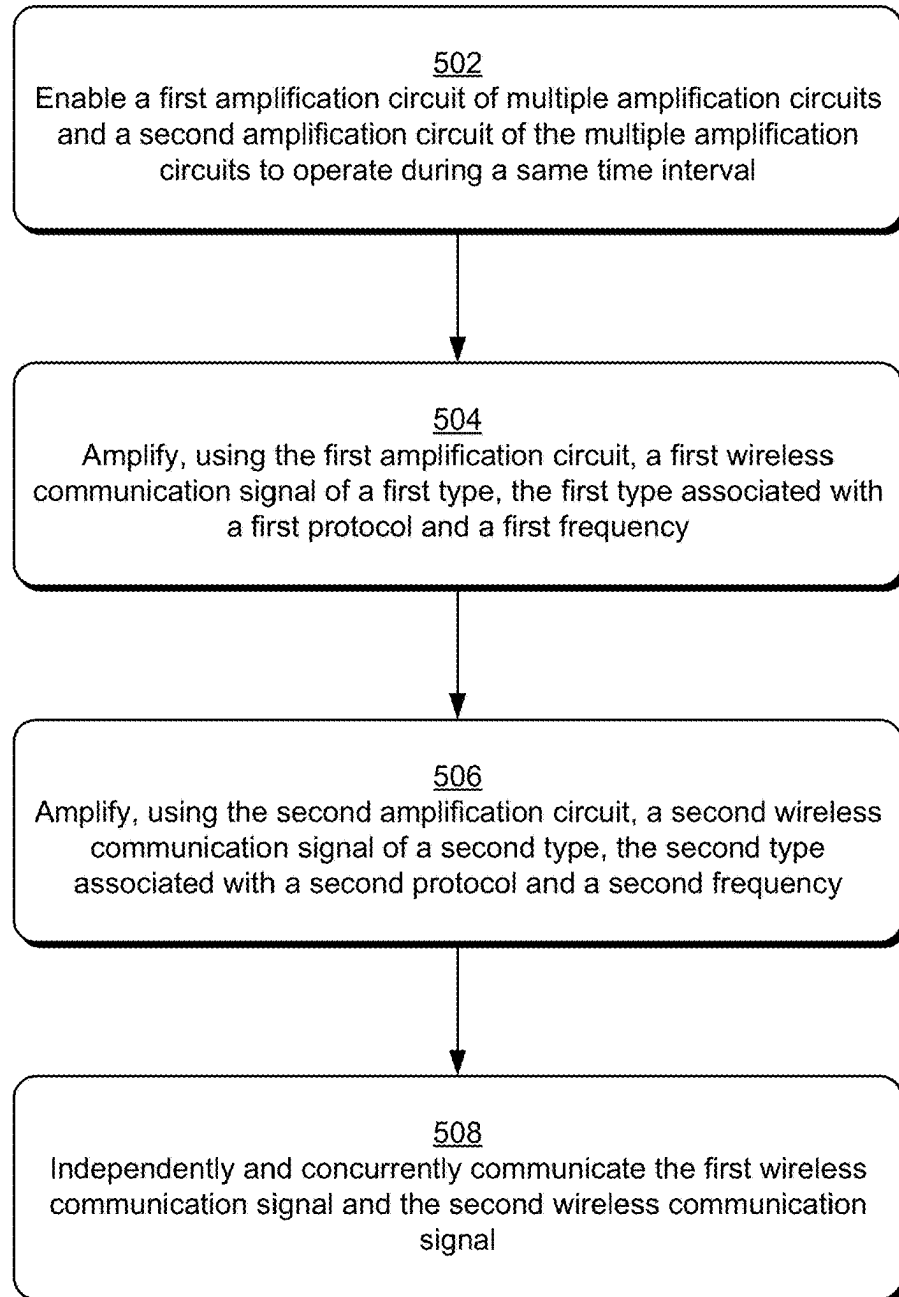 502
Enable a first amplification circuit of multiple amplification circuits
and a second amplification circuit of the multiple amplification
circuits to operate during a same time interval
504
Amplify, using the first amplification circuit, a first wireless
communication signal of a first type, the first type associated with
a first protocol and a first frequency
506
Amplify, using the second amplification circuit, a second wireless
communication signal of a second type, the second type
associated with a second protocol and a second frequency
508
Independently and concurrently communicate the first wireless
communication signal and the second wireless communication
signal